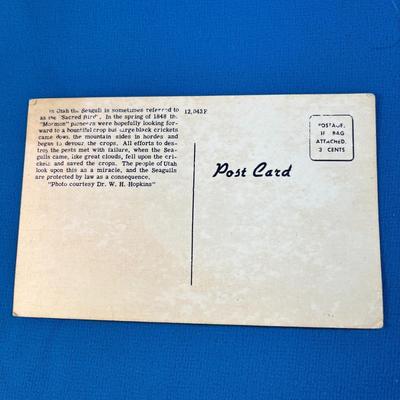 In Utah the Seagull is sometimes referred to
as the "Sacred Bird". In the spring of 1848 the
"Mormon" pioneers were hopefully looking for-
ward to a bountiful crop but large black crickets
came down the mountain sides in hordes and
began to devour the crops. All efforts to des-
troy the pests met with failure, when the Sea-
gulls came, like great clouds, fell upon the cri-
ckets and saved the crops. The people of Utah
look upon this as a miracle, and the Seagulls
are protected by law as a consequence.
"Photo courtesy Dr. W. H. Hopkins"
12,043F
Post Card
POSTAGE,
IF BAG
ATTACHED,
3 CENTS